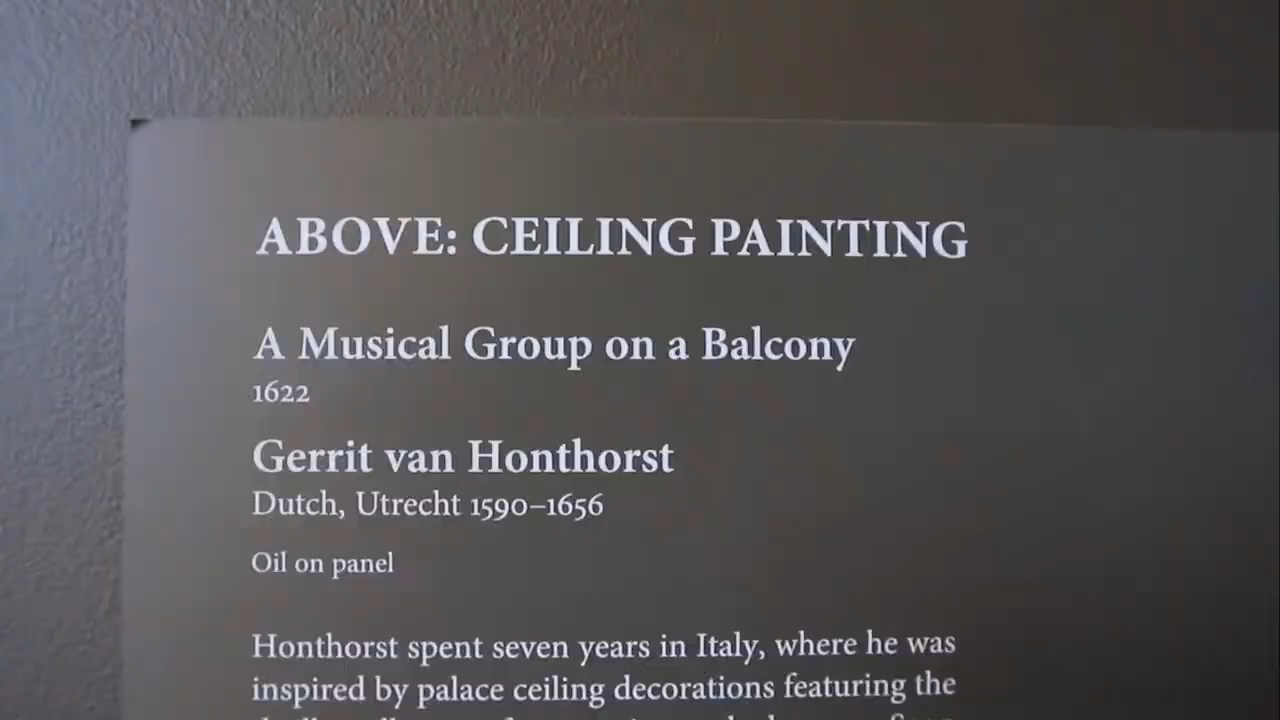 ABOVE: CEILING PAINTING
A Musical Group on a Balcony
1622
Gerrit van Honthorst
Dutch, Utrecht 1590–1656
Oil on panel
Honthorst spent seven years in Italy, where he was
inspired by palace ceiling decorations featuring the